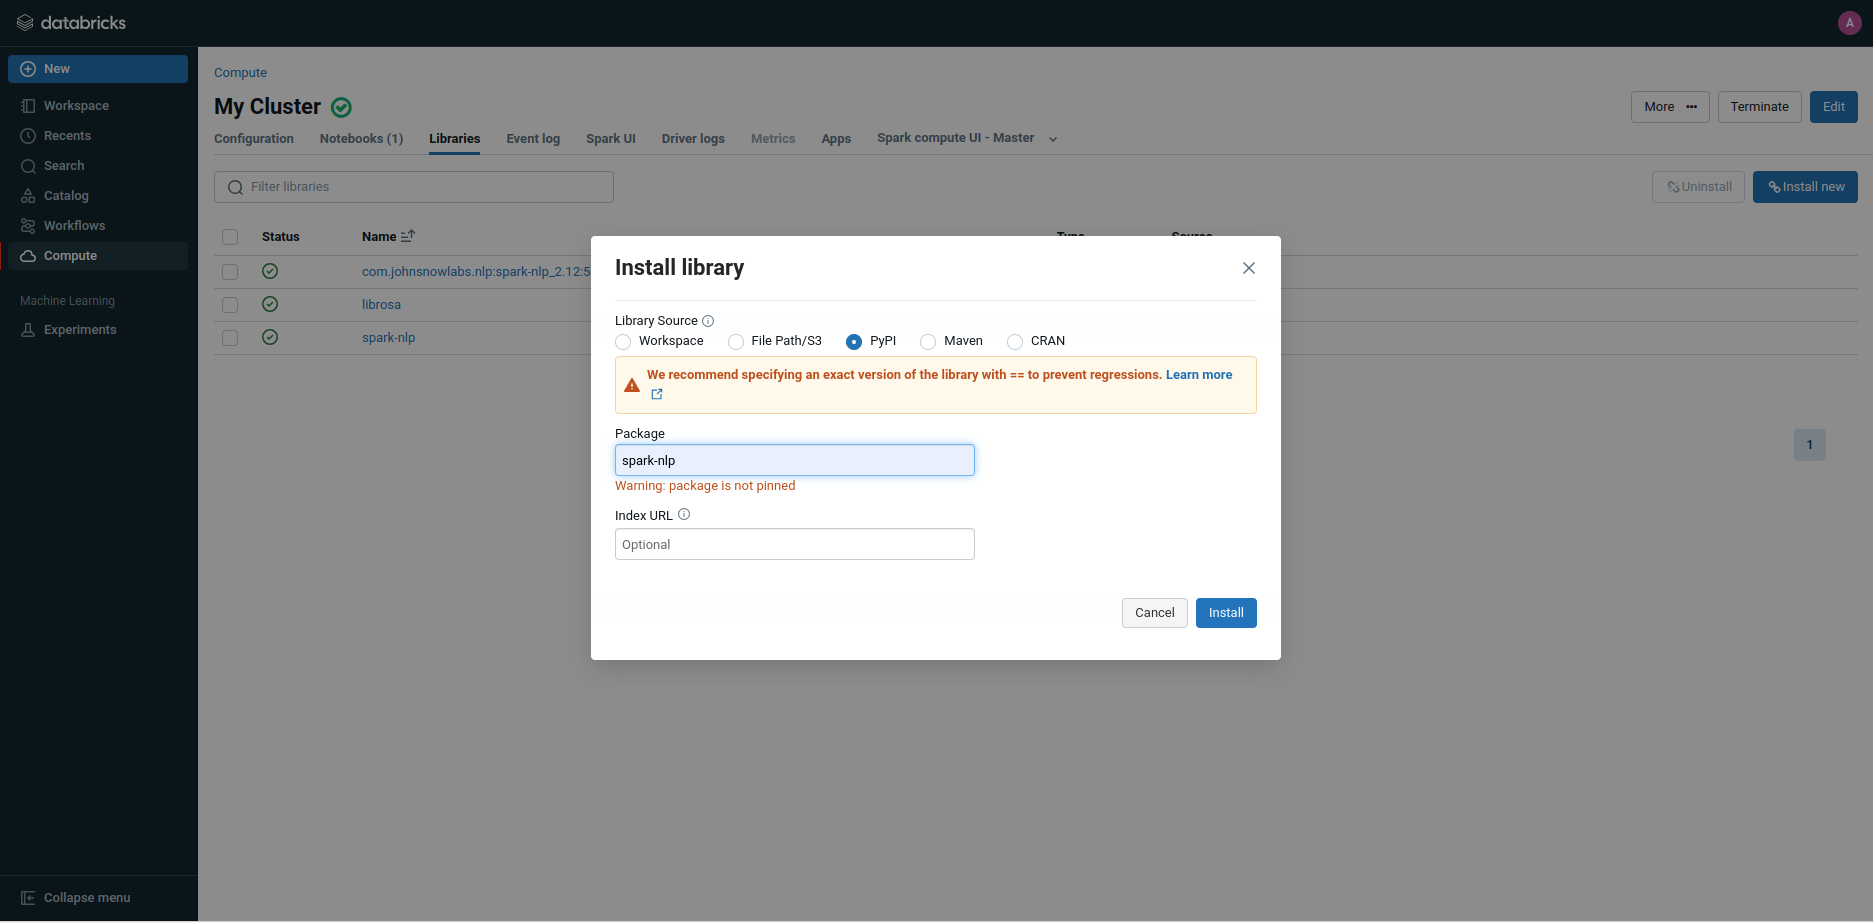 databricks
A
New
Workspace
Recents
Search
Catalog
Workflows
Compute
Machine Learning
Experiments
Collapse menu
Compute
My Cluster
More
Terminate
Edit
Configuration Notebooks (1) Libraries Event log Spark UI Driver logs Metrics Apps Spark compute UI - Master
Filter libraries
Uninstall
Install new
Status Name Type Source
com.johnsnowlabs.nlp:spark-nlp_2.12:5
librosa
spark-nlp
1
Install library
Library Source
Workspace File Path/S3 PyPI Maven CRAN
We recommend specifying an exact version of the library with == to prevent regressions. Learn more
Package
spark-nlp
Warning: package is not pinned
Index URL
Optional
Cancel Install